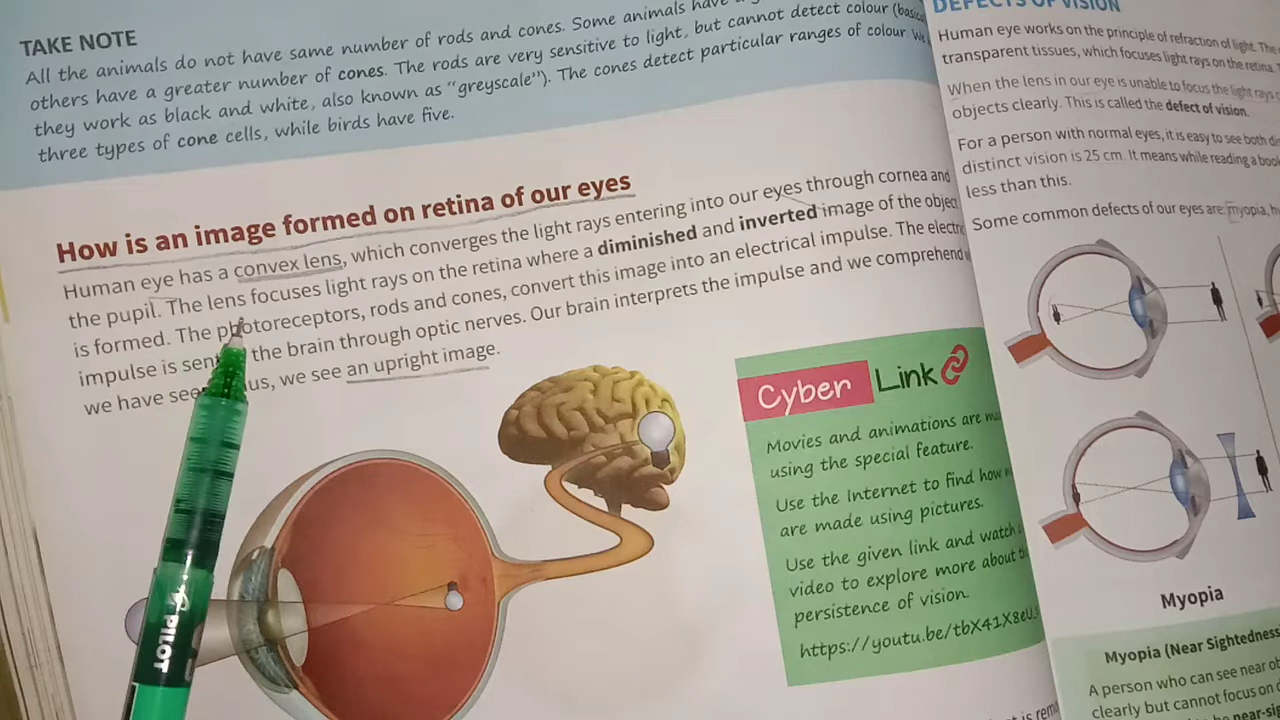 TAKE NOTE
All the animals do not have same number of rods and cones. Some animals have
others have a greater number of cones. The rods are very sensitive to light, but cannot detect colour
they work as black and white, also known as “greyscale”). The cones detect particular ranges of colour. We
three types of cone cells, while birds have five.
How is an image formed on retina of our eyes
Human eye has a convex lens, which converges the light rays entering into our eyes through cornea and
the pupil. The lens focuses light rays on the retina where a diminished and inverted image of the
is formed. The photoreceptors, rods and cones, convert this image into an electrical impulse. The
impulse is sent the brain through optic nerves. Our brain interprets the impulse and we comprehend
we have see us, we see an upright image.
Cyber Link
Movies and animations are
using the special feature.
Use the Internet to find how
are made using pictures.
Use the given link and watch
video to explore more about
persistence of vision.
https://youtu.be/tbX41X8eU
PILOT
DEFECTS OF VISION
Human eye works on the principle of refraction of light. The
transparent tissues, which focuses light rays on the retina.
When the lens in our eye is unable to focus the light rays
objects clearly. This is called the defect of vision.
For a person with normal eyes, it is easy to see both
distinct vision is 25 cm. It means while reading a
less than this.
Some common defects of our eyes are: myopia,
Myopia
Myopia (Near Sightedness
A person who can see near
clearly but cannot focus on